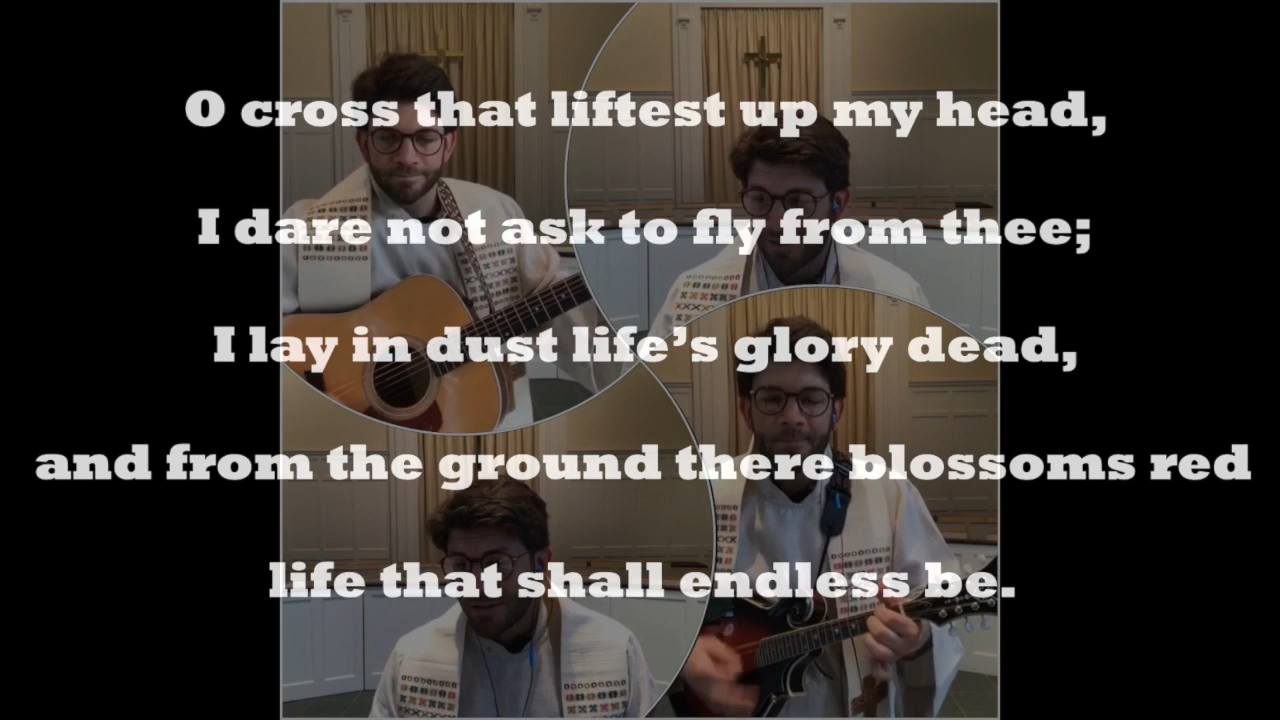 O cross that liftest up my head,
I dare not ask to fly from thee;
I lay in dust life’s glory dead,
and from the ground there blossoms red
life that shall endless be.